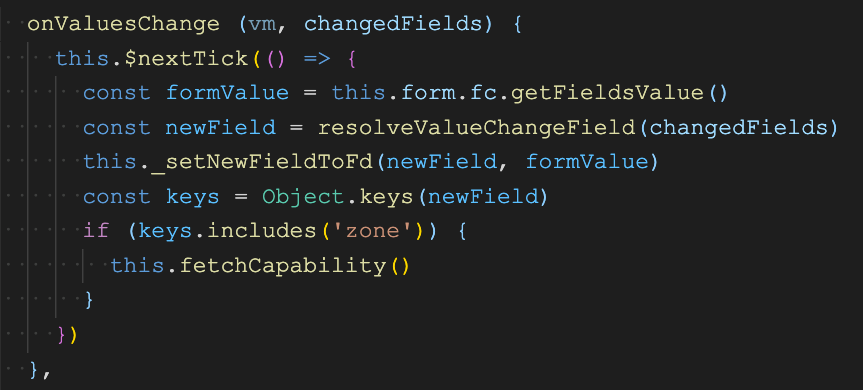 onValuesChange (vm, changedFields) {
this.$nextTick(() => {
const formValue = this.form.fc.getFieldsValue()
const newField = resolveValueChangeField(changedFields)
this._setNewFieldToFd(newField, formValue)
const keys = Object.keys(newField)
if (keys.includes('zone')) {
this.fetchCapability()
}
})
},